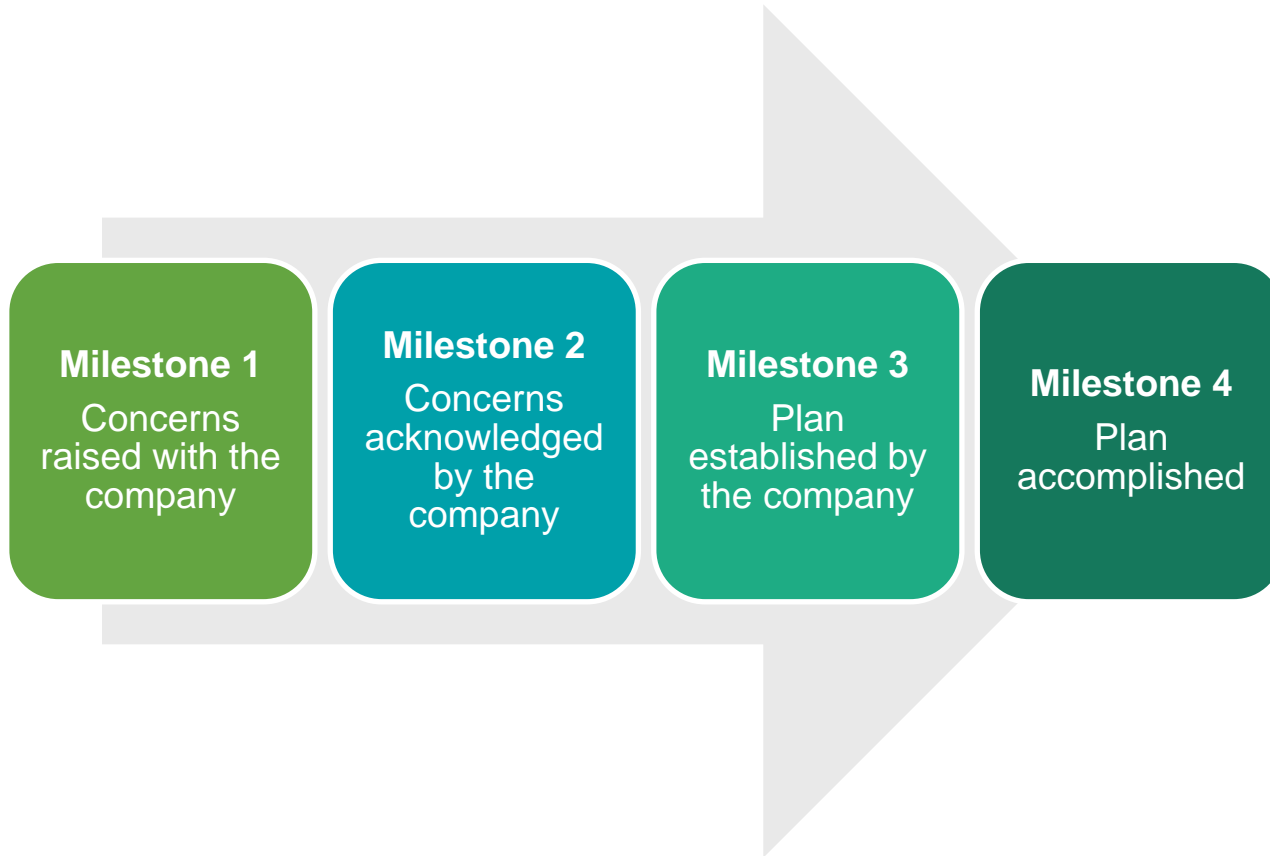 Milestone 1
Concerns
raised with the
company
Milestone 2
Concerns
acknowledged
by the
company
Milestone 3
Plan
established by
the company
Milestone 4
Plan
accomplished